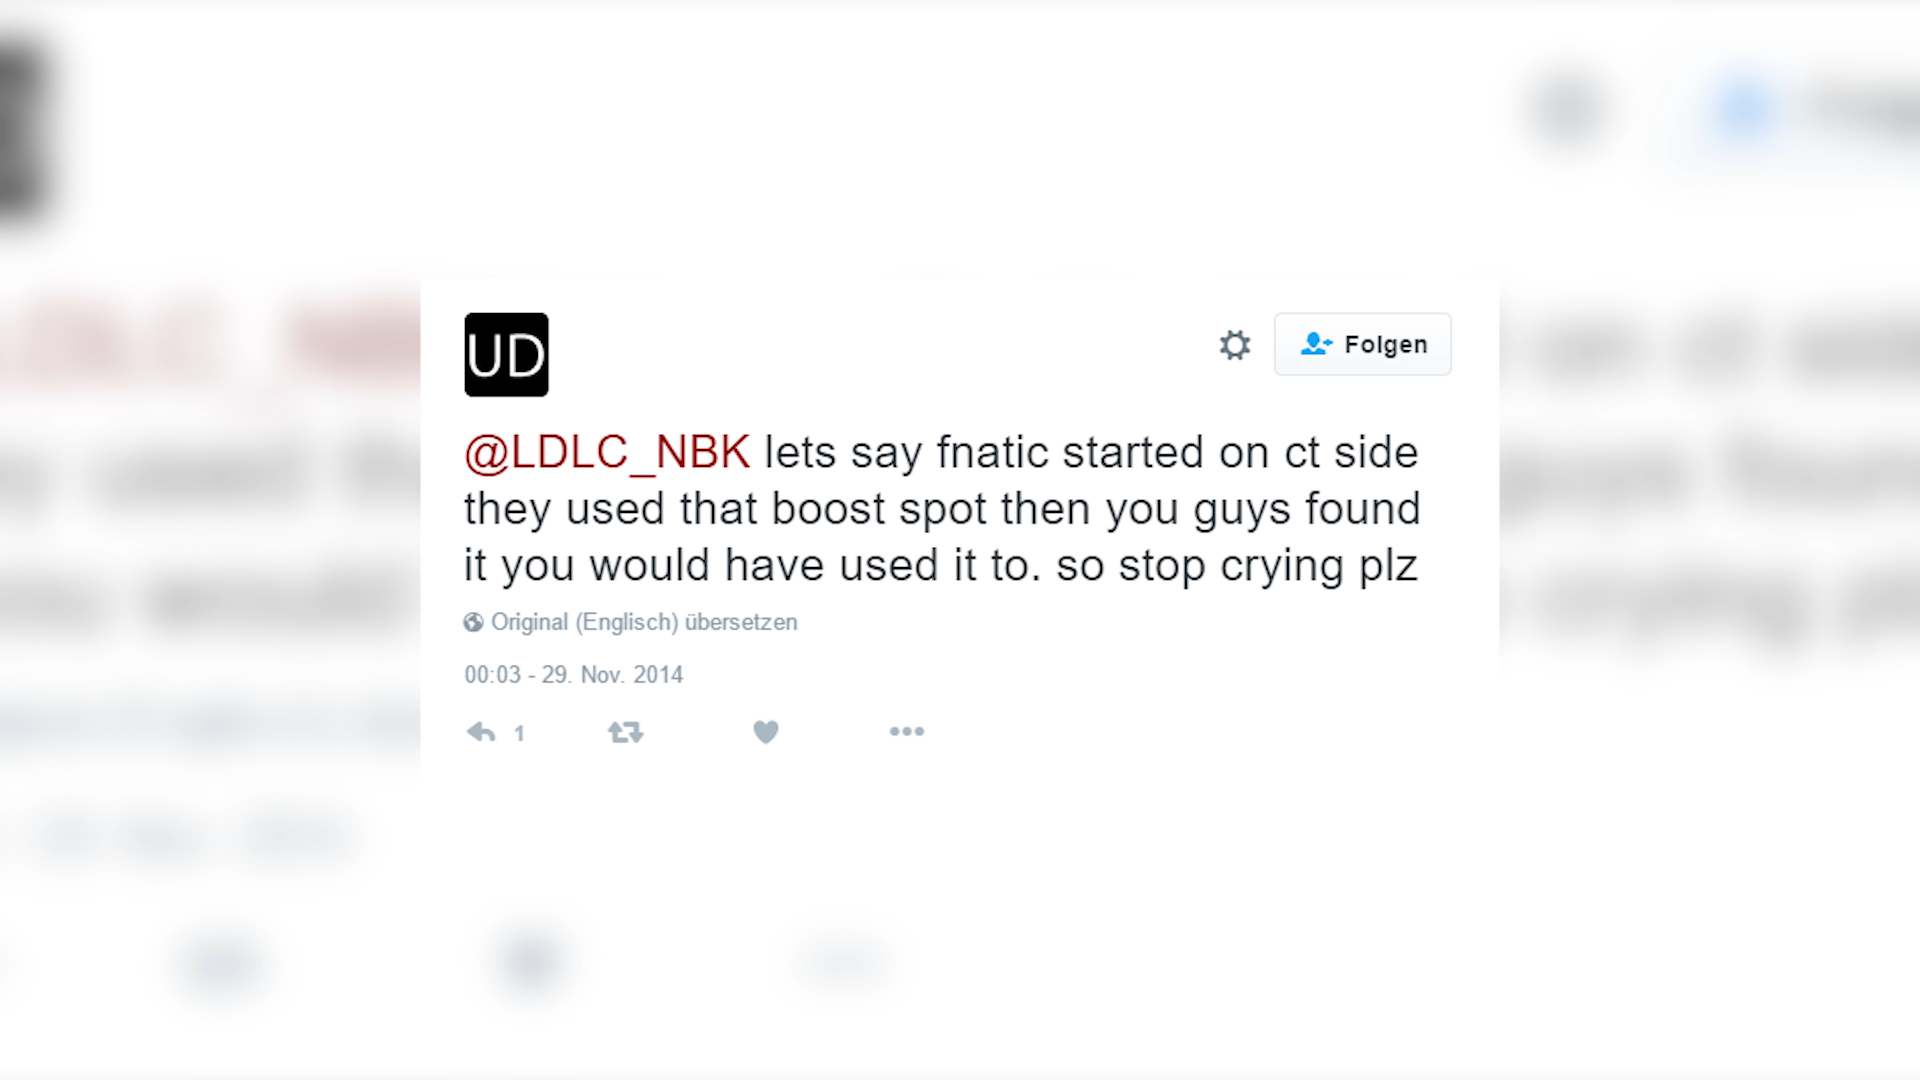 UD
Folgen
@LDLC_NBK lets say fnatic started on ct side
they used that boost spot then you guys found
it you would have used it to. so stop crying plz
Original (Englisch) übersetzen
00:03 - 29. Nov. 2014
1